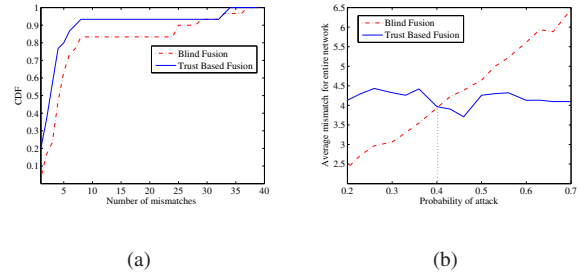 1
0.9
0.8
0.7
0.6
0.5
0.4
0.3
0.2
0.1
CDF
Blind Fusion
Trust Based Fusion
5 10 15 20 25 30 35 40
Number of mismatches
(a)
6.5
6
5.5
5
4.5
4
3.5
3
2.5
Average mismatch for entire network
Blind Fusion
Trust Based Fusion
0.2 0.3 0.4 0.5 0.6 0.7
Probability of attack
(b)